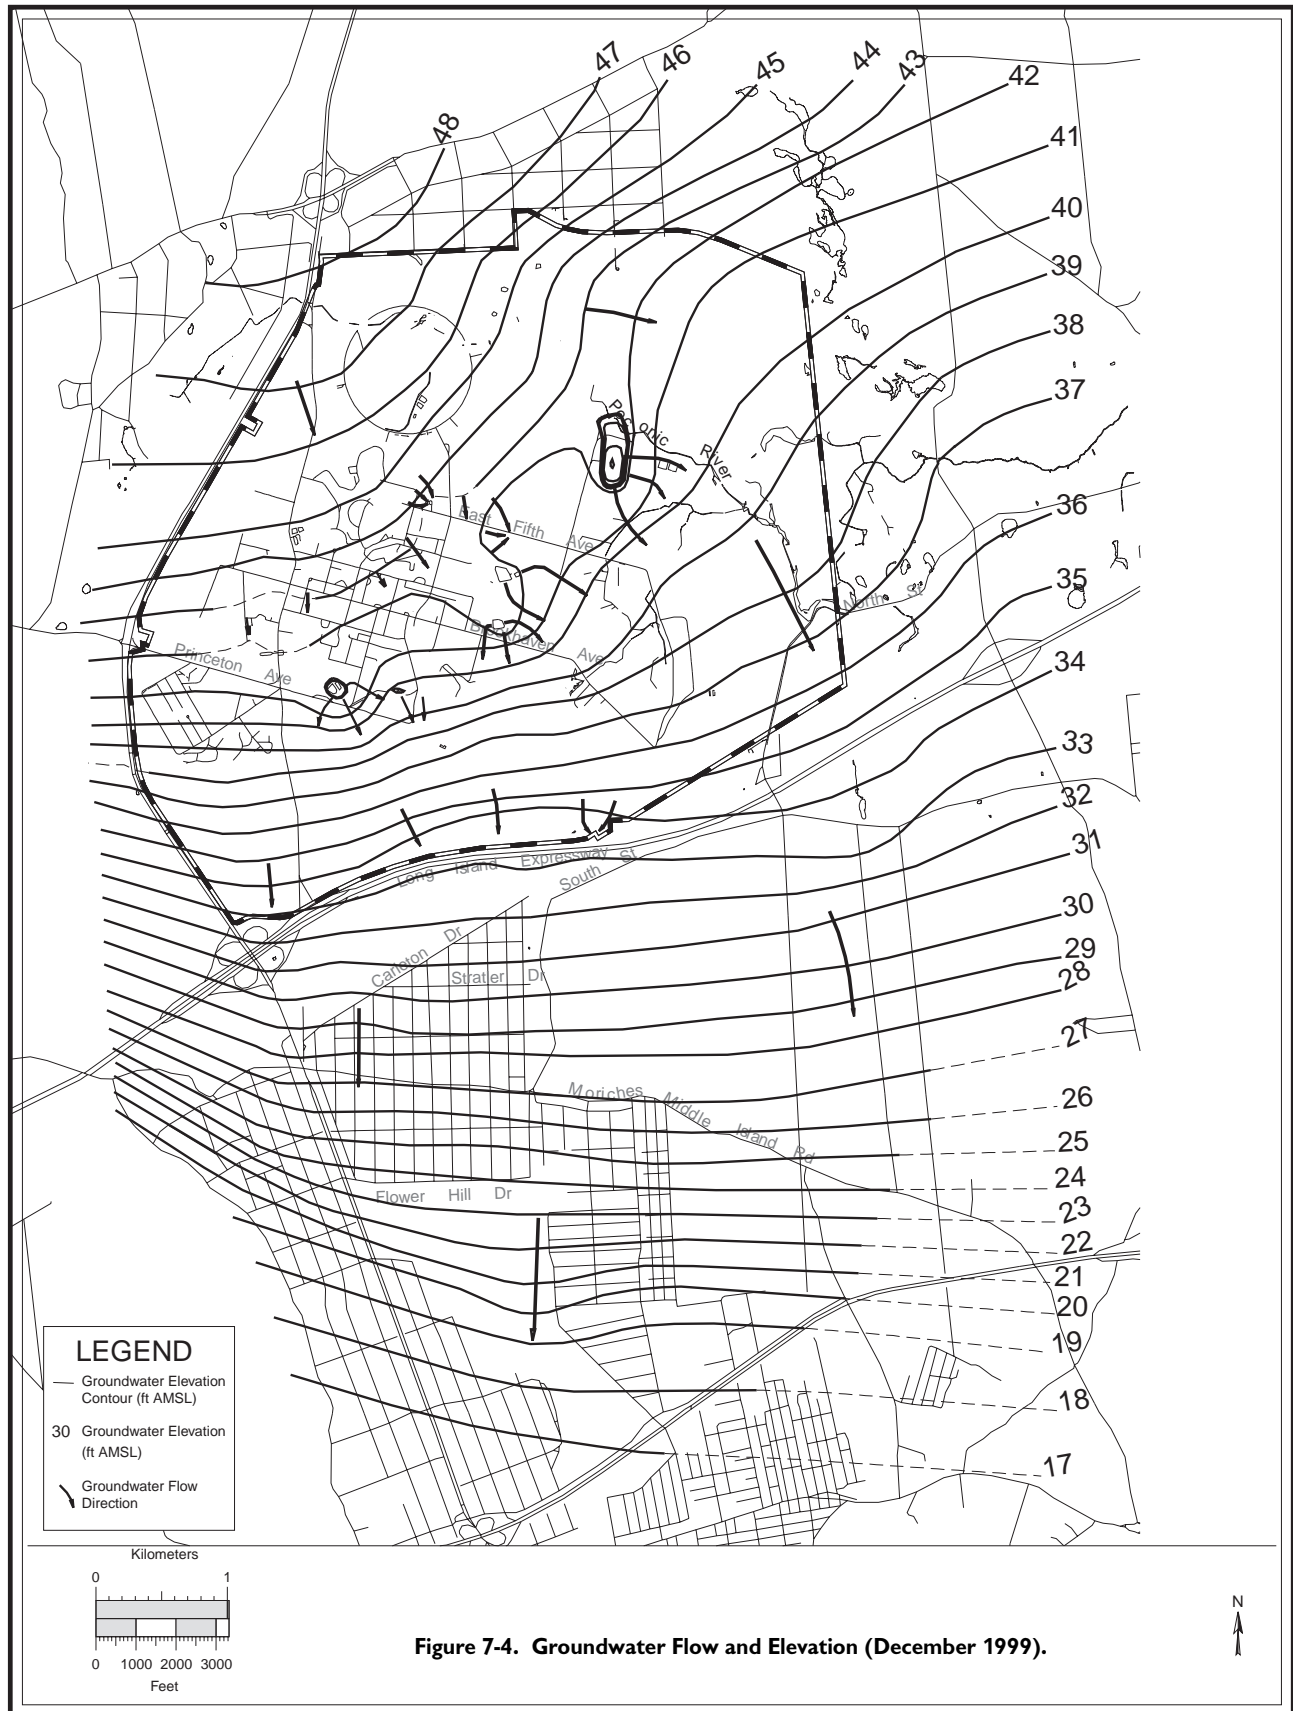 47
46
45
44
43
42
48
41
40
39
38
37
Peconic River
36
East Fifth Ave
35
North St
Brookhaven Ave
Princeton Ave
34
33
32
31
Long Island Expressway
South St
30
Carleton Dr
29
Stratler Dr
28
27
Moriches Middle Island Rd
26
25
24
Flower Hill Dr
23
22
21
20
19
18
17
LEGEND
Groundwater Elevation
Contour (ft AMSL)
30 Groundwater Elevation
(ft AMSL)
Groundwater Flow
Direction
Kilometers
0 1
0 1000 2000 3000
Feet
N
Figure 7-4. Groundwater Flow and Elevation (December 1999).